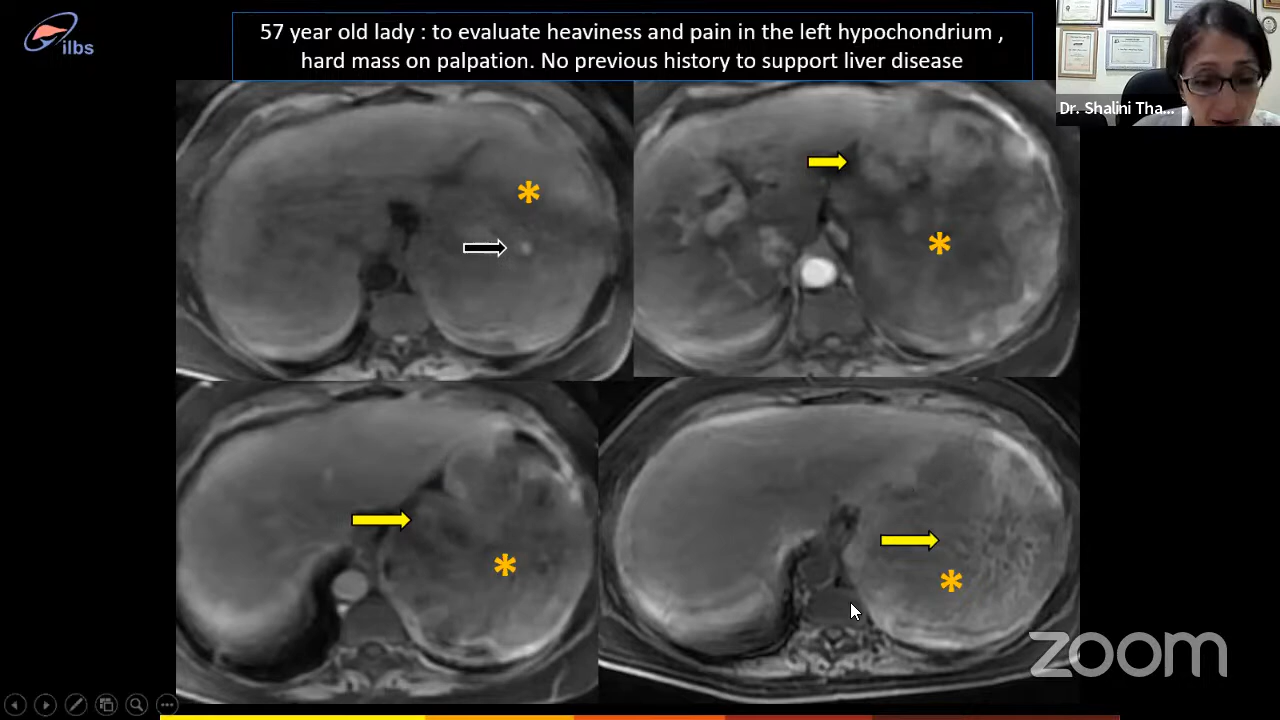 ilbs
57 year old lady : to evaluate heaviness and pain in the left hypochondrium ,
hard mass on palpation. No previous history to support liver disease
Dr. Shalini Tha...
*
*
*
*
zoom